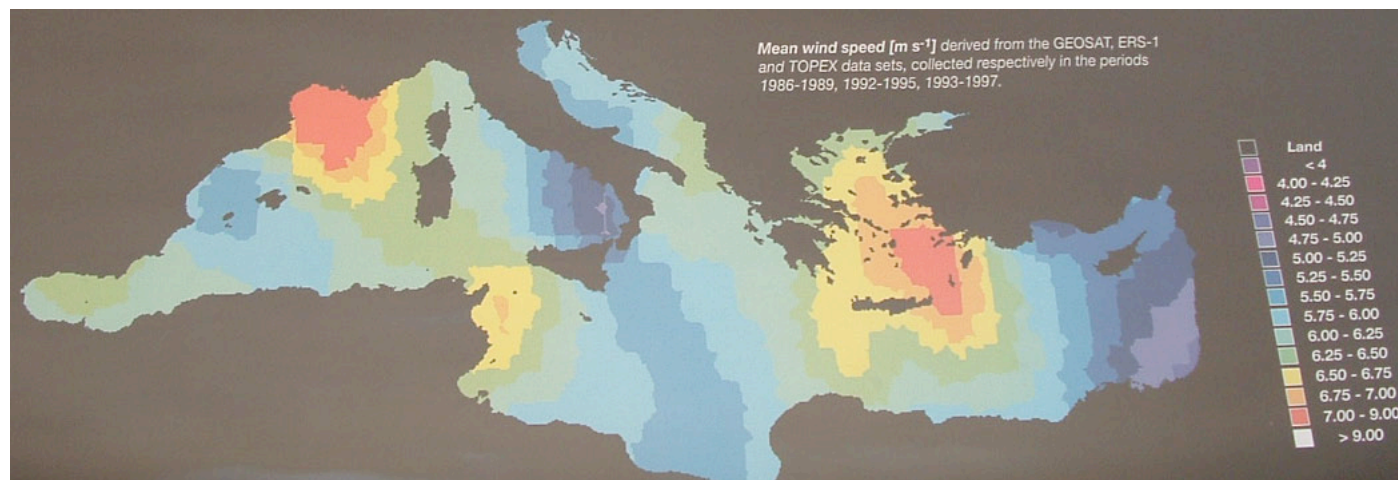 Mean wind speed [m s-1] derived from the GEOSAT, ERS-1
and TOPEX data sets, collected respectively in the periods
1986-1989, 1992-1995, 1993-1997.
Land
< 4
4.00 - 4.25
4.25 - 4.50
4.50 - 4.75
4.75 - 5.00
5.00 - 5.25
5.25 - 5.50
5.50 - 5.75
5.75 - 6.00
6.00 - 6.25
6.25 - 6.50
6.50 - 6.75
6.75 - 7.00
7.00 - 9.00
> 9.00